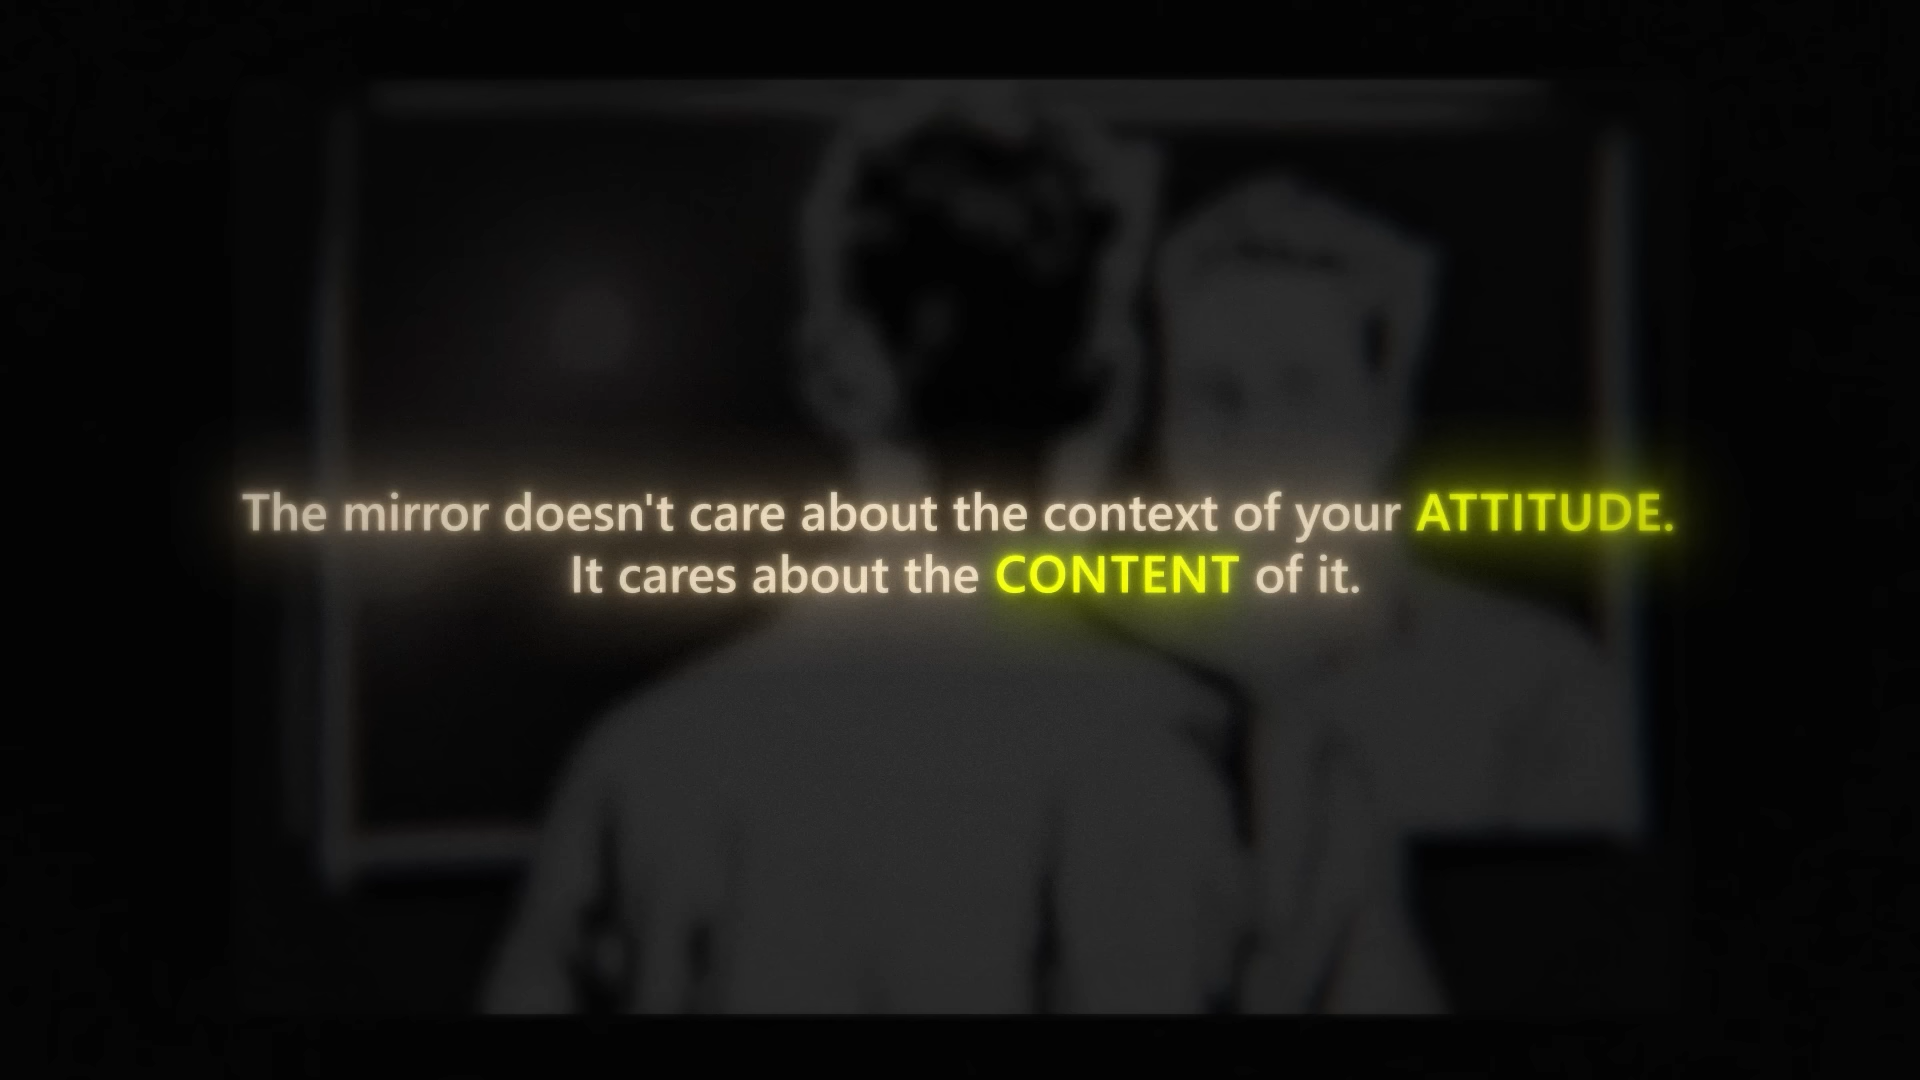 The mirror doesn't care about the context of your ATTITUDE.
It cares about the CONTENT of it.